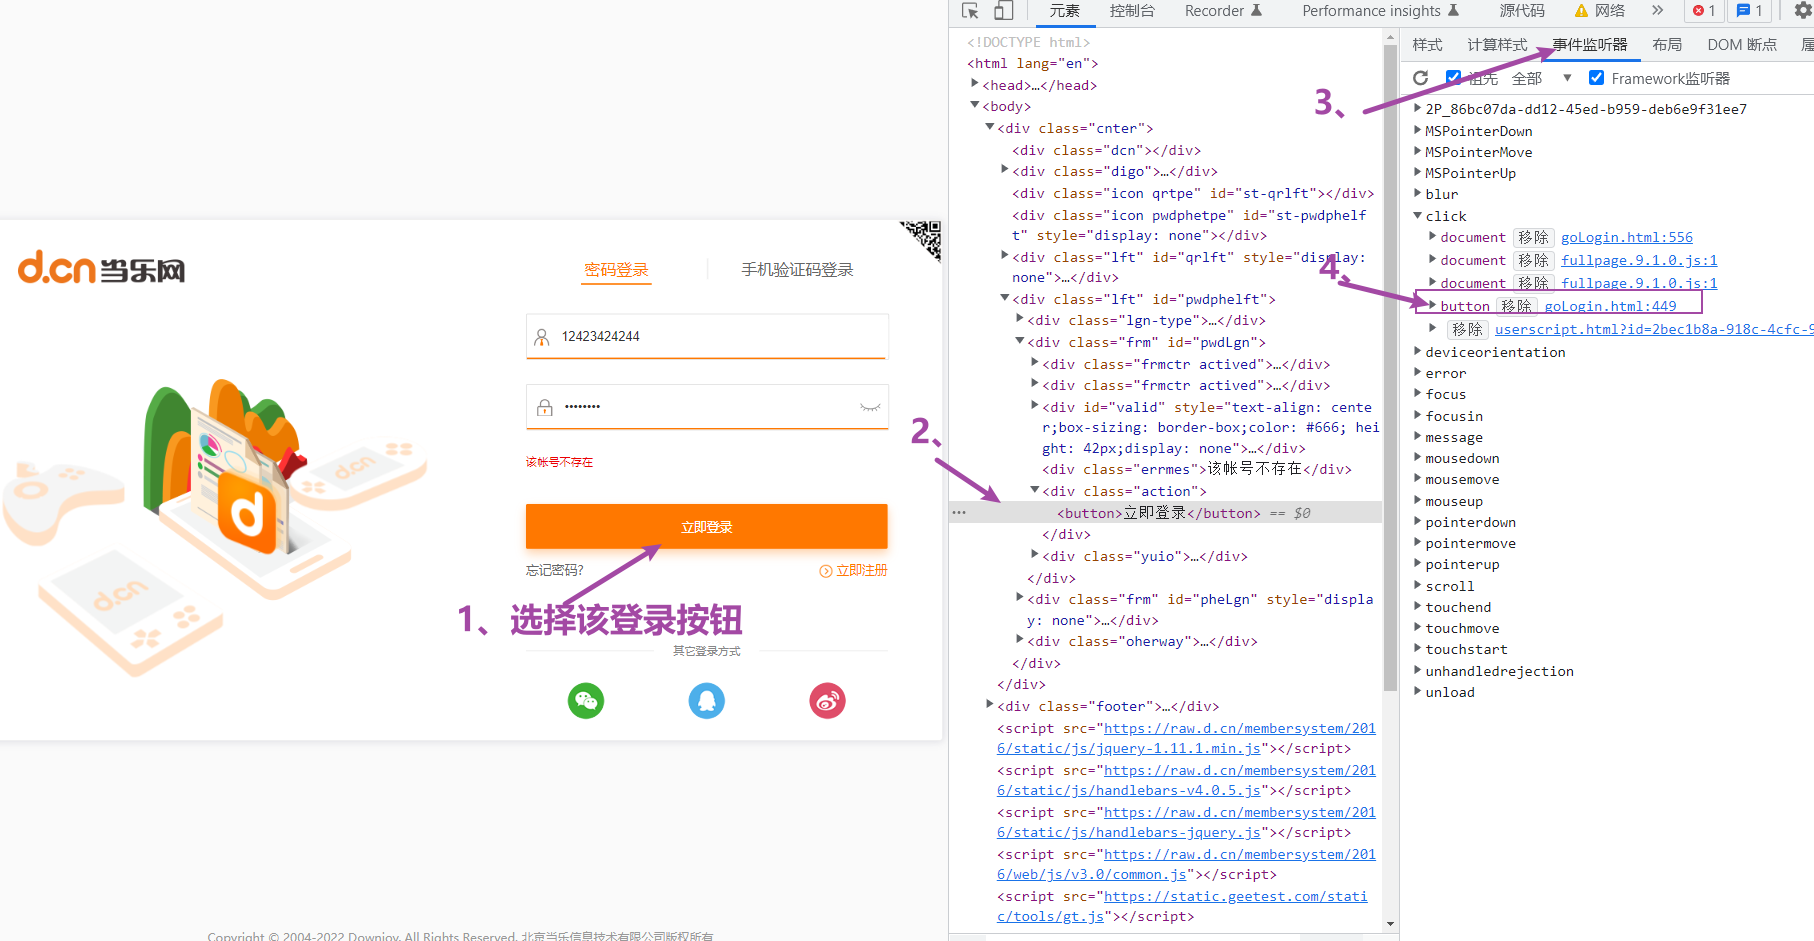 d.cn 当乐网
密码登录
手机验证码登录
12423424244
••••••••
该帐号不存在
立即登录
忘记密码?
立即注册
1、选择该登录按钮
其它登录方式
d.cn
d
d.cn
Copyright © 2004-2022 Downjoy. All Rights Reserved. 北京当乐信息技术有限公司版权所有
元素
控制台
Recorder
Performance insights
源代码
网络
»
1
1
<!DOCTYPE html>
<html lang="en">
<head>…</head>
<body>
<div class="cnter">
<div class="dcn"></div>
<div class="digo">…</div>
<div class="icon qrtpe" id="st-qrlft"></div>
<div class="icon pwdphetpe" id="st-pwdphelf
t" style="display: none"></div>
<div class="lft" id="qrlft" style="display:
none">…</div>
<div class="lft" id="pwdphelft">
<div class="lgn-type">…</div>
<div class="frm" id="pwdLgn">
<div class="frmctr actived">…</div>
<div class="frmctr actived">…</div>
<div id="valid" style="text-align: cente
r;box-sizing: border-box;color: #666; hei
ght: 42px;display: none">…</div>
<div class="errmes">该帐号不存在</div>
<div class="action">
2、
<button>立即登录</button> == $0
</div>
<div class="yuio">…</div>
</div>
<div class="frm" id="pheLgn" style="displa
y: none">…</div>
<div class="oherway">…</div>
</div>
</div>
<div class="footer">…</div>
<script src="https://raw.d.cn/membersystem/201
6/static/js/jquery-1.11.1.min.js"></script>
<script src="https://raw.d.cn/membersystem/201
6/static/js/handlebars-v4.0.5.js"></script>
<script src="https://raw.d.cn/membersystem/201
6/static/js/handlebars-jquery.js"></script>
<script src="https://raw.d.cn/membersystem/201
6/web/js/v3.0/common.js"></script>
<script src="https://static.geetest.com/stati
c/tools/gt.js"></script>
样式
计算样式
事件监听器
布局
DOM 断点
属
祖先
全部
Framework监听器
3、
2P_86bc07da-dd12-45ed-b959-deb6e9f31ee7
MSPointerDown
MSPointerMove
MSPointerUp
blur
click
document 移除 goLogin.html:556
document 移除 fullpage.9.1.0.js:1
4、
document 移除 fullpage.9.1.0.js:1
button 移除 goLogin.html:449
移除 userscript.html?id=2bec1b8a-918c-4cfc-9
deviceorientation
error
focus
focusin
message
mousedown
mousemove
mouseup
pointerdown
pointermove
pointerup
scroll
touchend
touchmove
touchstart
unhandledrejection
unload